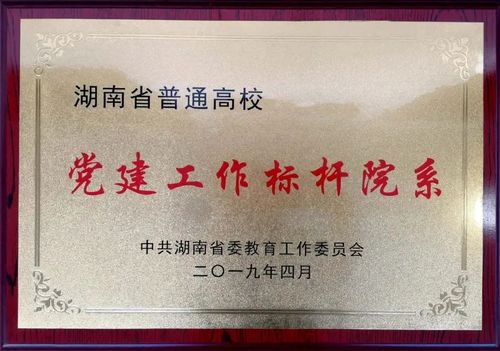 湖南省普通高校
党建工作标杆院系
中共湖南省委教育工作委员会
二〇一九年四月